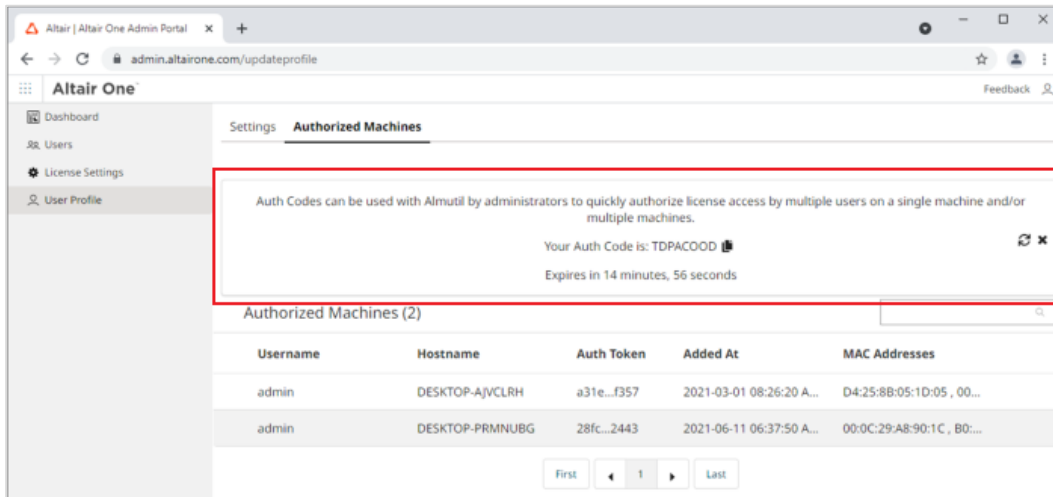 Altair | Altair One Admin Portal
admin.altairone.com/updateprofile
Altair One
Feedback
Dashboard
Users
License Settings
User Profile
Settings Authorized Machines
Auth Codes can be used with Almutil by administrators to quickly authorize license access by multiple users on a single machine and/or
multiple machines.
Your Auth Code is: TDPACOOD
Expires in 14 minutes, 56 seconds
Authorized Machines (2)
Username Hostname Auth Token Added At MAC Addresses
admin DESKTOP-AJVCLRH a31e...f357 2021-03-01 08:26:20 A... D4:25:8B:05:1D:05 , 00...
admin DESKTOP-PRMNUBG 28fc...2443 2021-06-11 06:37:50 A... 00:0C:29:A8:90:1C , B0:...
First 1 Last